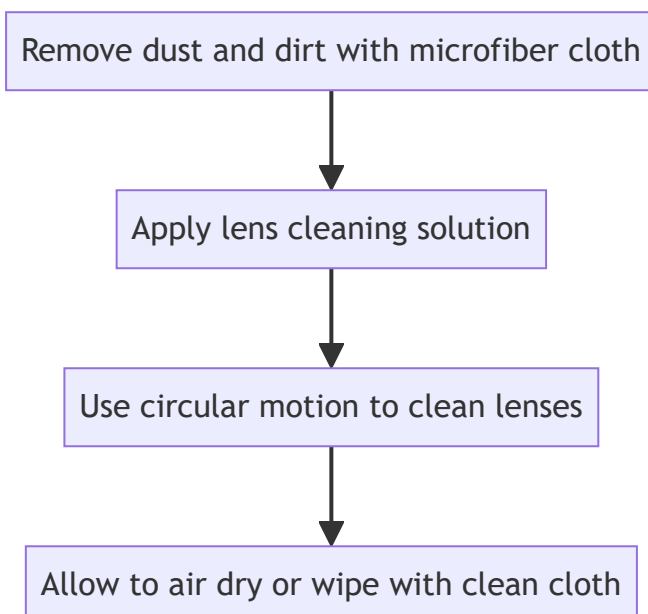 Remove dust and dirt with microfiber cloth
Apply lens cleaning solution
Use circular motion to clean lenses
Allow to air dry or wipe with clean cloth